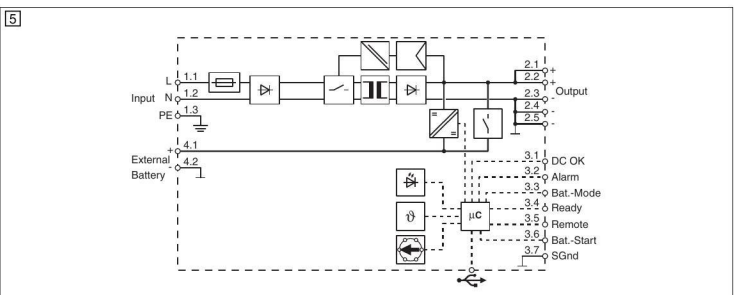 5
L 1.1
Input N 1.2
PE 1.3
+ 4.1
External
- 4.2
Battery
2.1 +
2.2 +
2.3 -
Output
2.4 -
2.5 -
= =
ϑ
µC
3.1 DC OK
3.2 Alarm
3.3 Bat.-Mode
3.4 Ready
3.5 Remote
3.6 Bat.-Start
3.7 SGnd